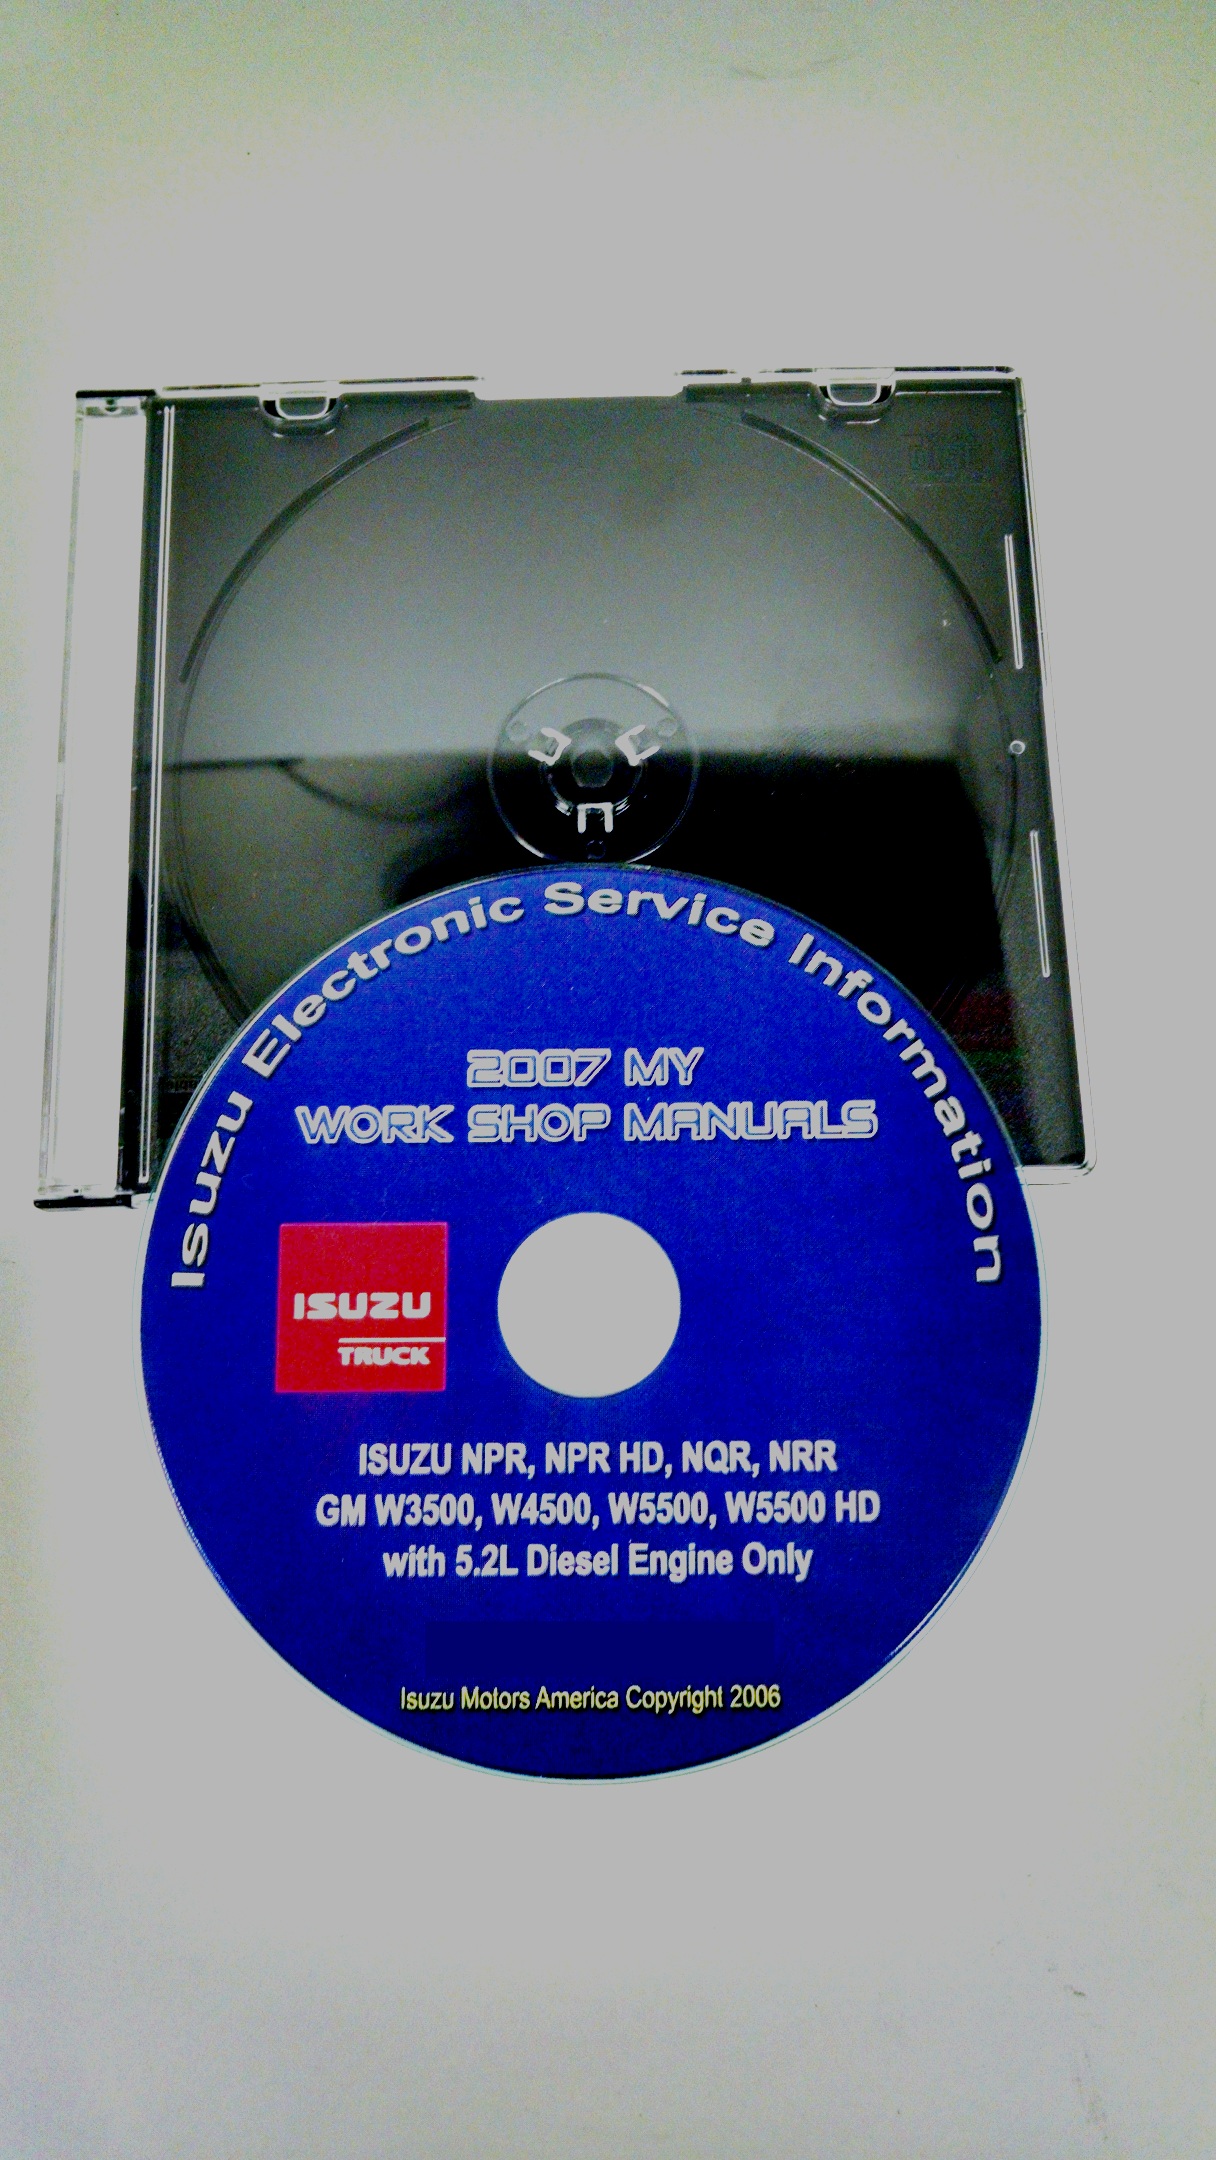 Isuzu Electronic Service Information
2007 MY
WORK SHOP MANUALS
ISUZU
TRUCK
ISUZU NPR, NPR HD, NQR, NRR
GM W3500, W4500, W5500, W5500 HD
with 5.2L Diesel Engine Only
Isuzu Motors America Copyright 2006